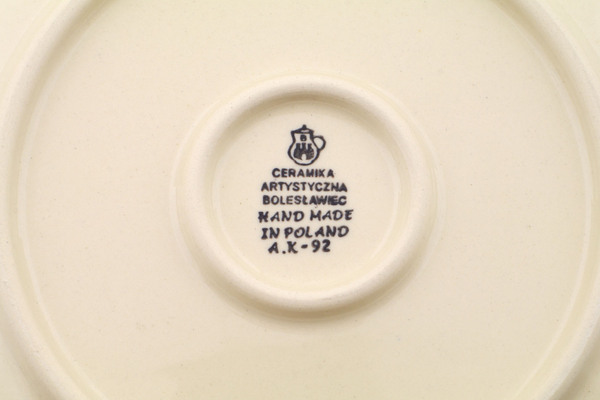 CERAMIKA
ARTYSTYCZNA
BOLESŁAWIEC
HAND MADE
IN POLAND
A.K-92